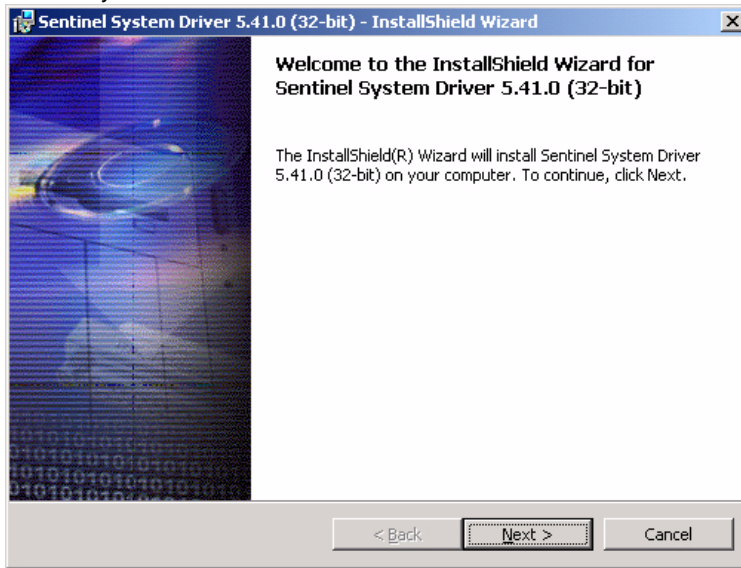 Sentinel System Driver 5.41.0 (32-bit) - InstallShield Wizard
Welcome to the InstallShield Wizard for
Sentinel System Driver 5.41.0 (32-bit)
The InstallShield(R) Wizard will install Sentinel System Driver
5.41.0 (32-bit) on your computer. To continue, click Next.
< Back
Next >
Cancel